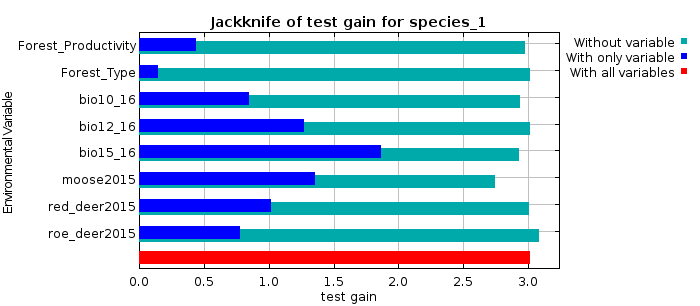 Jackknife of test gain for species_1
Environmental Variable
Forest_Productivity
Forest_Type
bio10_16
bio12_16
bio15_16
moose2015
red_deer2015
roe_deer2015
Without variable
With only variable
With all variables
0.0 0.5 1.0 1.5 2.0 2.5 3.0
test gain